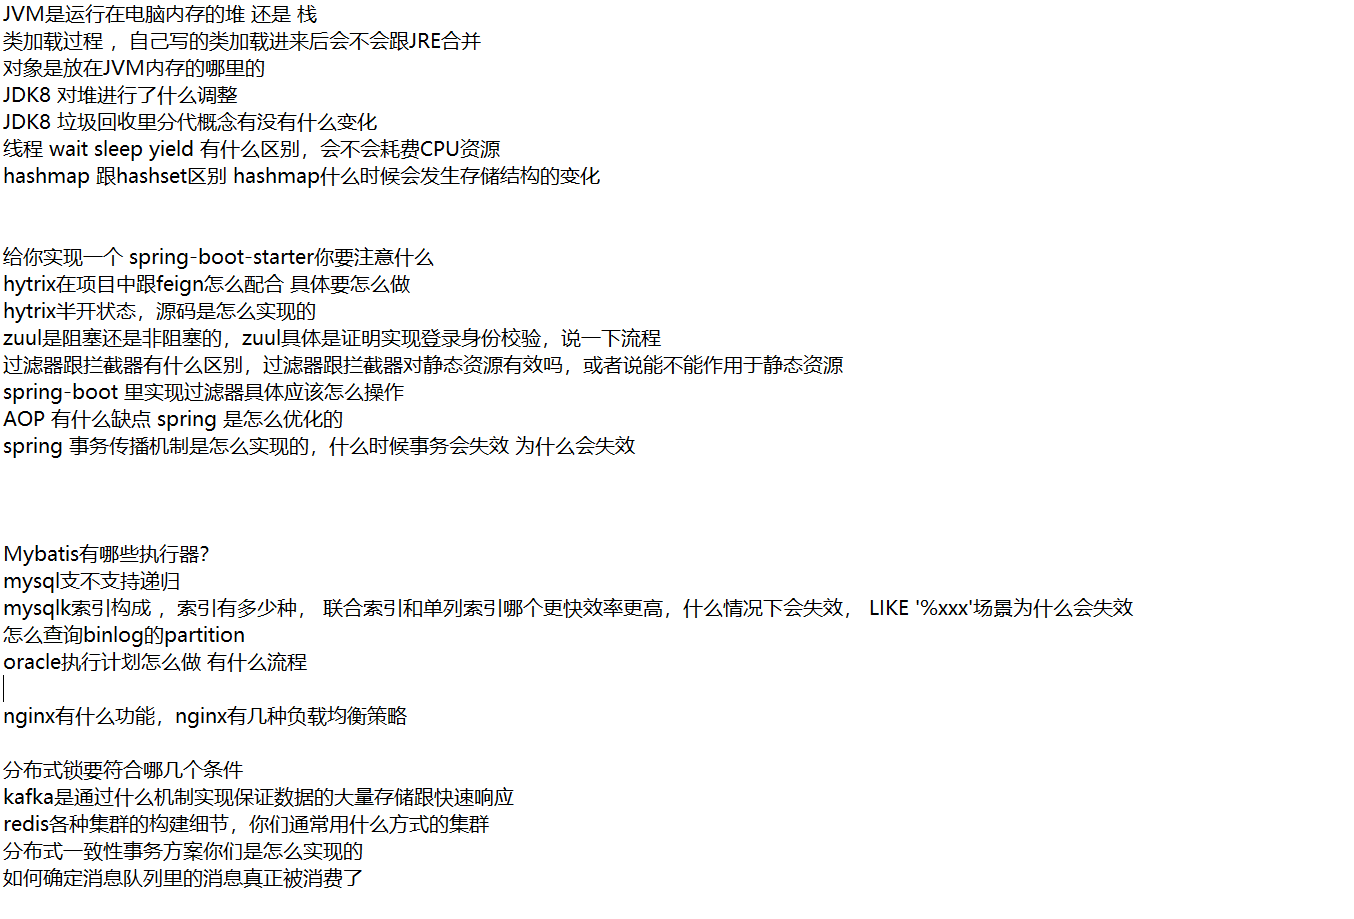 JVM是运行在电脑内存的堆 还是 栈
类加载过程 ，自己写的类加载进来后会不会跟JRE合并
对象是放在JVM内存的哪里的
JDK8 对堆进行了什么调整
JDK8 垃圾回收里分代概念有没有什么变化
线程 wait sleep yield 有什么区别，会不会耗费CPU资源
hashmap 跟hashset区别 hashmap什么时候会发生存储结构的变化
给你实现一个 spring-boot-starter你要注意什么
hytrix在项目中跟feign怎么配合 具体要怎么做
hytrix半开状态，源码是怎么实现的
zuul是阻塞还是非阻塞的，zuul具体是证明实现登录身份校验，说一下流程
过滤器跟拦截器有什么区别，过滤器跟拦截器对静态资源有效吗，或者说能不能作用于静态资源
spring-boot 里实现过滤器具体应该怎么操作
AOP 有什么缺点 spring 是怎么优化的
spring 事务传播机制是怎么实现的，什么时候事务会失效 为什么会失效
Mybatis有哪些执行器？
mysql支不支持递归
mysqlk索引构成 ，索引有多少种， 联合索引和单列索引哪个更快效率更高，什么情况下会失效， LIKE '%xxx'场景为什么会失效
怎么查询binlog的partition
oracle执行计划怎么做 有什么流程
nginx有什么功能，nginx有几种负载均衡策略
分布式锁要符合哪几个条件
kafka是通过什么机制实现保证数据的大量存储跟快速响应
redis各种集群的构建细节，你们通常用什么方式的集群
分布式一致性事务方案你们是怎么实现的
如何确定消息队列里的消息真正被消费了